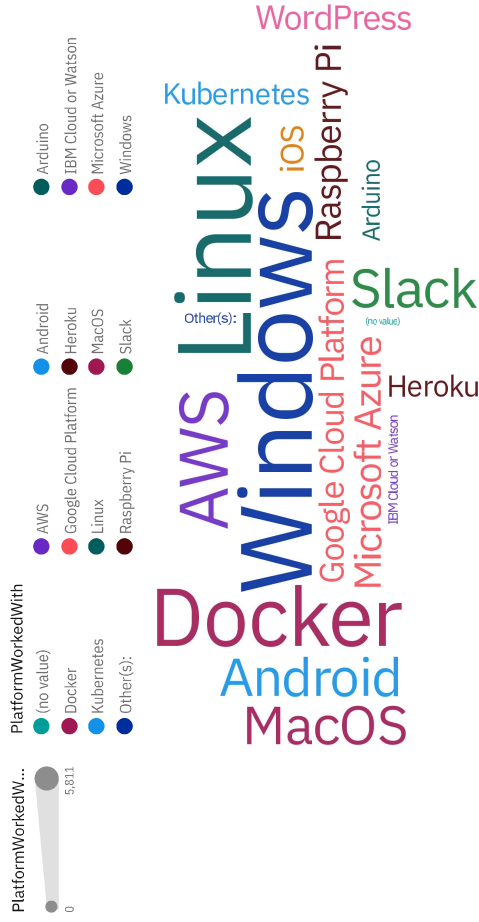 PlatformWorkedW...
0
5,811
PlatformWorkedWith
(no value)
AWS
Android
Arduino
Docker
Google Cloud Platform
Heroku
IBM Cloud or Watson
Kubernetes
Linux
MacOS
Microsoft Azure
Other(s):
Raspberry Pi
Slack
Windows
WordPress
Kubernetes
iOS
Raspberry Pi
Linux
Arduino
Windows
Slack
Other(s):
(no value)
Google Cloud Platform
Microsoft Azure
Heroku
AWS
IBM Cloud or Watson
Docker
Android
MacOS